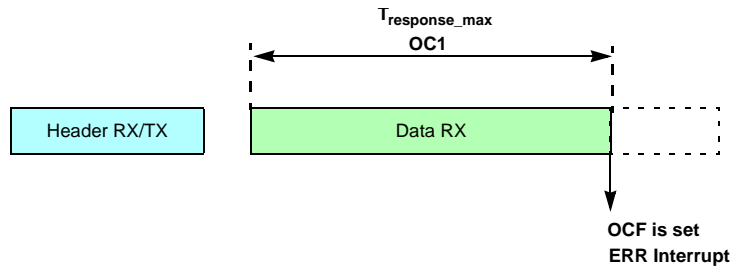 Tresponse_max
OC1
Header RX/TX
Data RX
OCF is set
ERR Interrupt